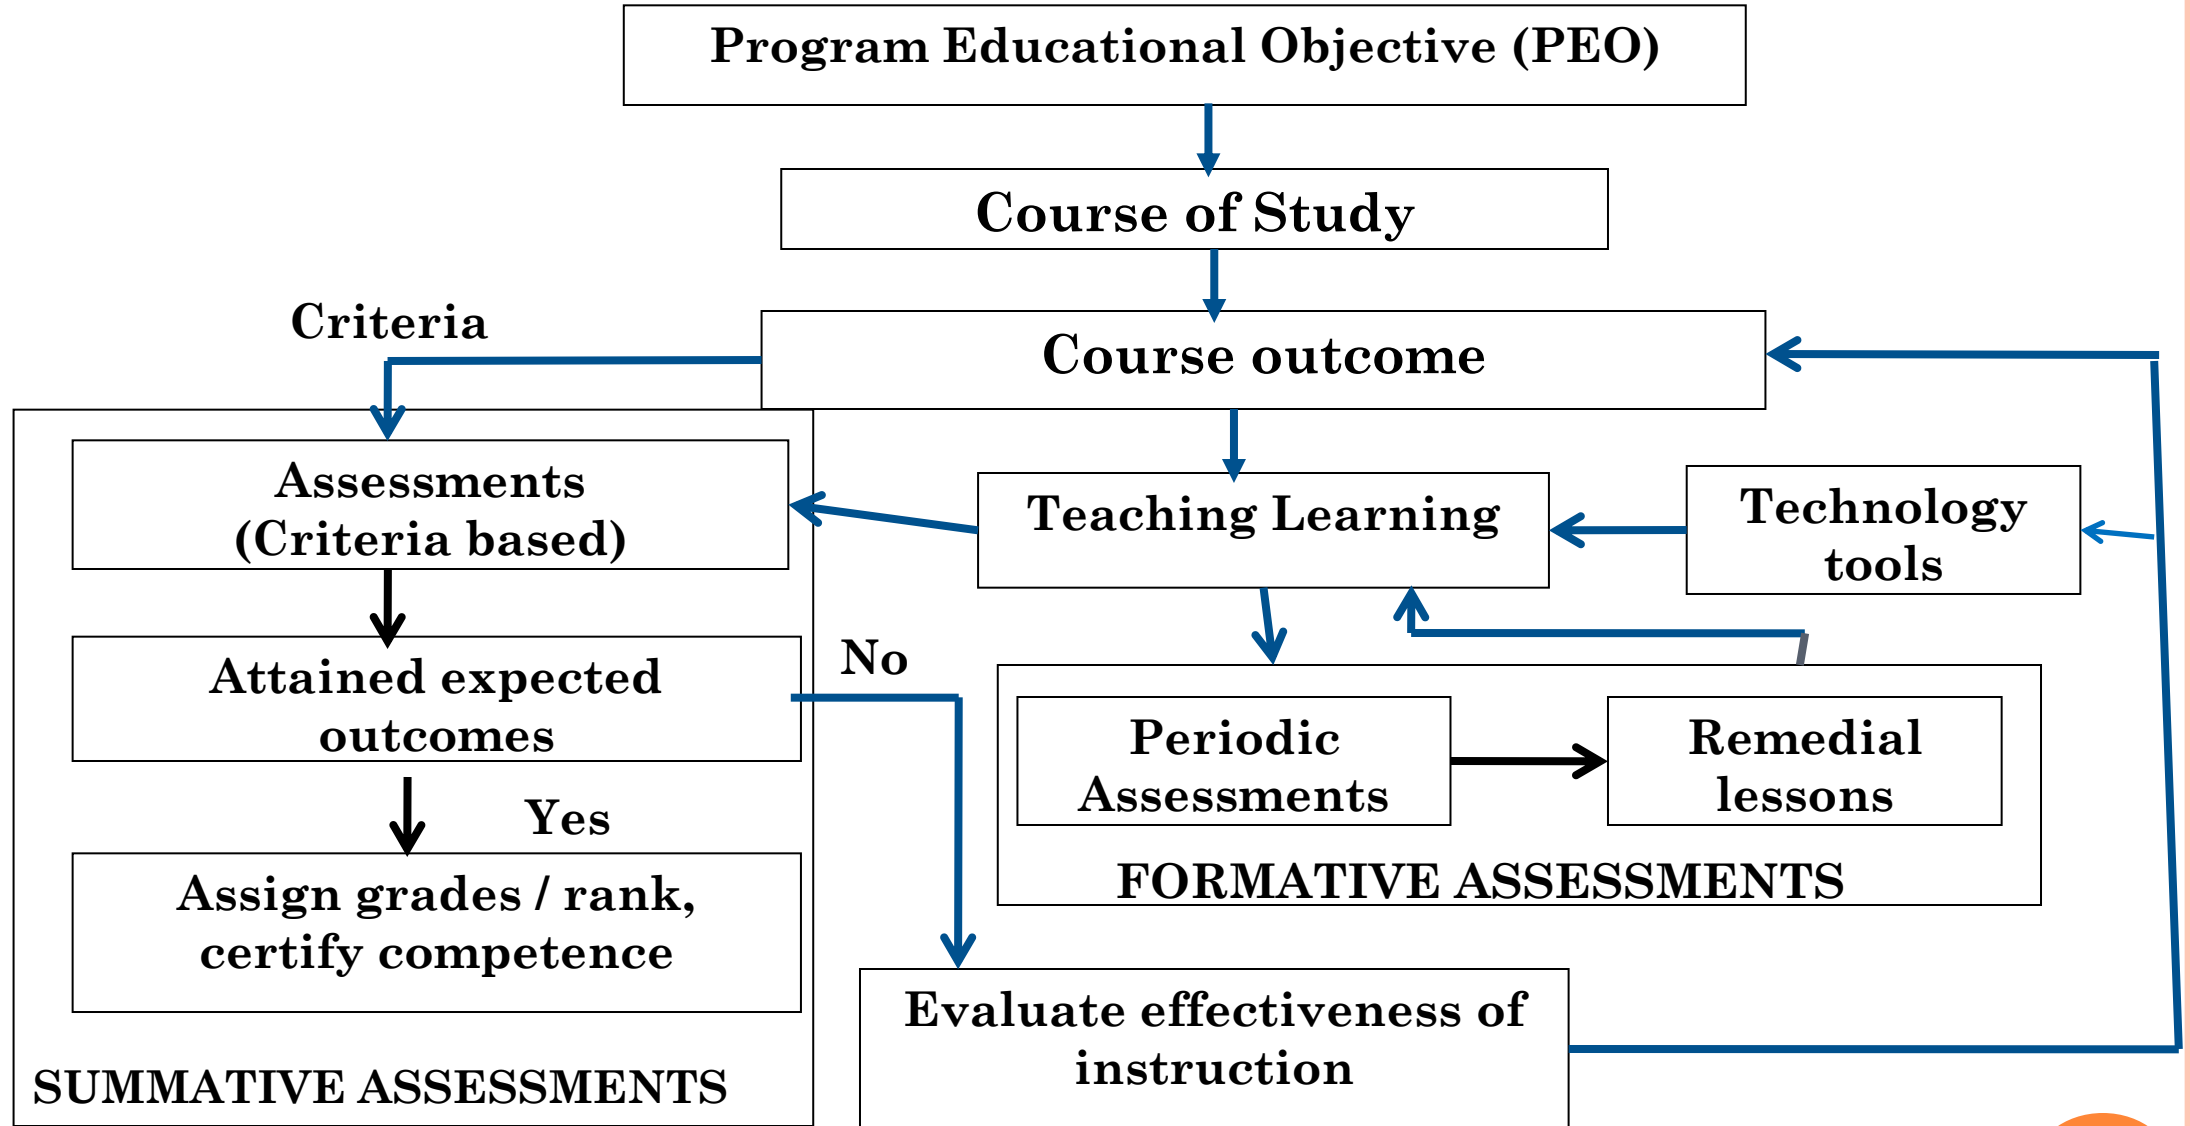 Program Educational Objective (PEO)
Course of Study
Criteria
Course outcome
Assessments
(Criteria based)
Teaching Learning
Technology
tools
Attained expected
outcomes
No
Yes
Periodic
Assessments
Remedial
lessons
FORMATIVE ASSESSMENTS
Assign grades / rank,
certify competence
SUMMATIVE ASSESSMENTS
Evaluate effectiveness of
instruction